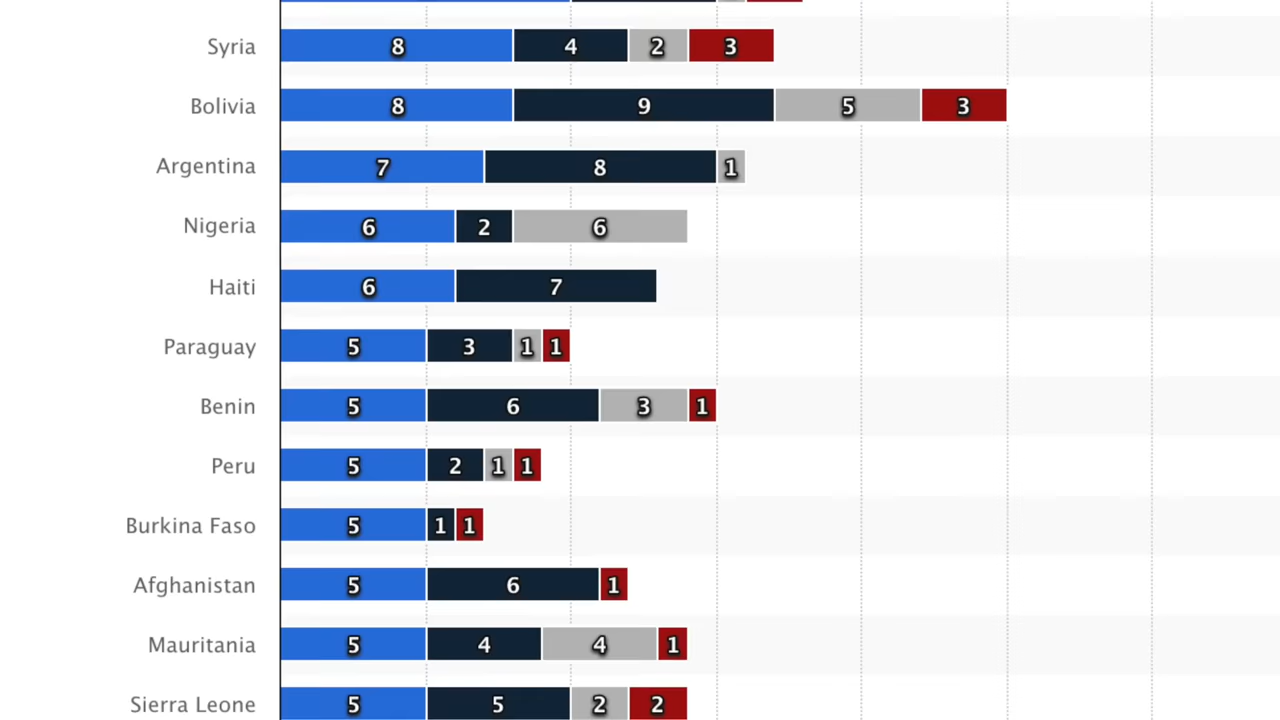 Syria 8 4 2 3
Bolivia 8 9 5 3
Argentina 7 8 1
Nigeria 6 2 6
Haiti 6 7
Paraguay 5 3 1 1
Benin 5 6 3 1
Peru 5 2 1 1
Burkina Faso 5 1 1
Afghanistan 5 6 1
Mauritania 5 4 4 1
Sierra Leone 5 5 2 2